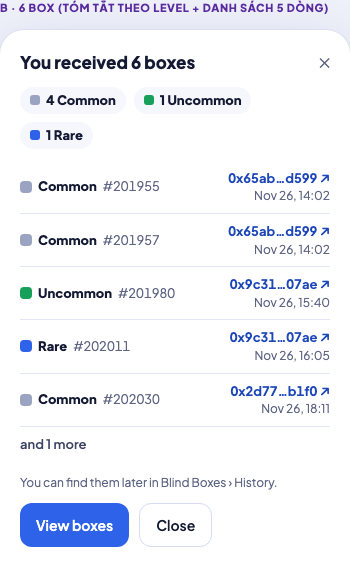 B · 6 BOX (TÓM TẮT THEO LEVEL + DANH SÁCH 5 DÒNG)
You received 6 boxes ×
4 Common 1 Uncommon
1 Rare
Common #201955 0x65ab…d599 ↗
Nov 26, 14:02
Common #201957 0x65ab…d599 ↗
Nov 26, 14:02
Uncommon #201980 0x9c31…07ae ↗
Nov 26, 15:40
Rare #202011 0x9c31…07ae ↗
Nov 26, 16:05
Common #202030 0x2d77…b1f0 ↗
Nov 26, 18:11
and 1 more
You can find them later in Blind Boxes › History.
View boxes Close